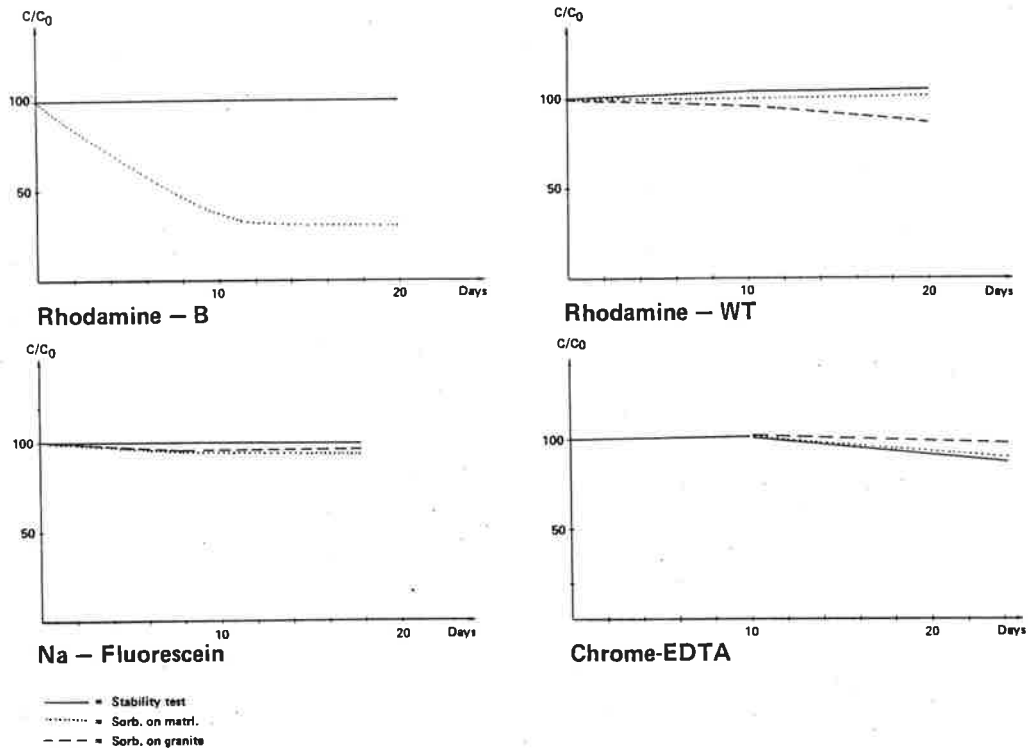 C/C0
100
50
10
20
Days
Rhodamine – B
C/C0
100
50
10
20
Days
Rhodamine – WT
C/C0
100
50
10
20
Days
Na – Fluorescein
C/C0
100
50
10
20
Days
Chrome-EDTA
= Stability test
= Sorb. on matrl.
= Sorb. on granite